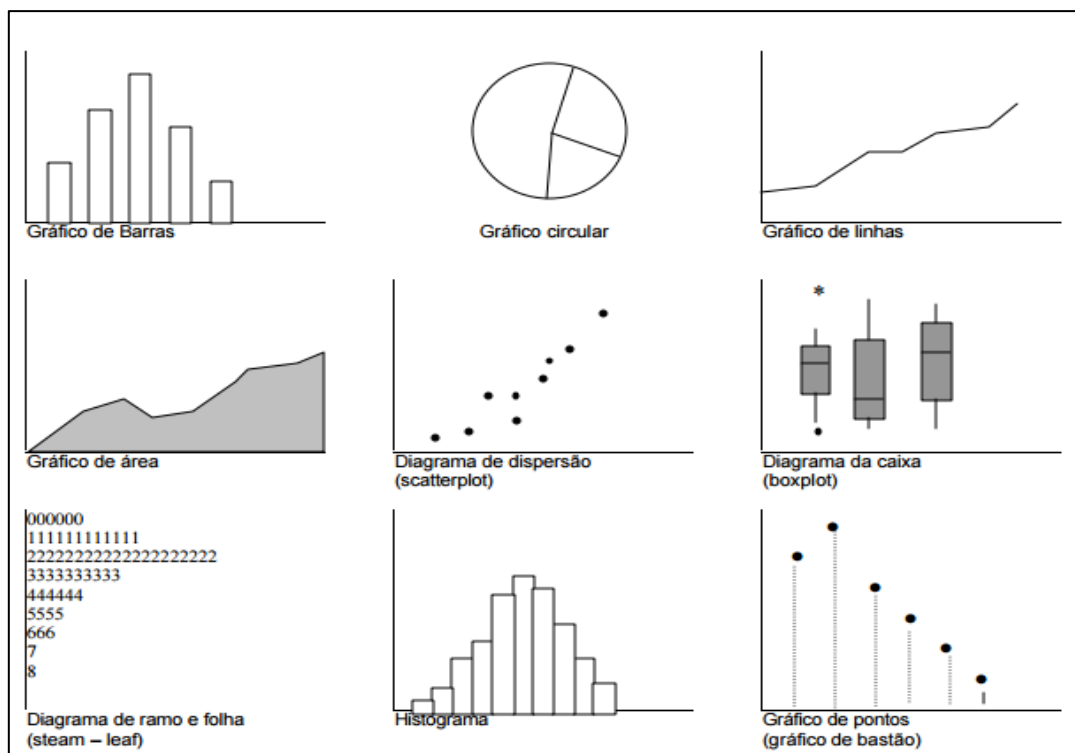 Gráfico de Barras
Gráfico circular
Gráfico de linhas
Gráfico de área
Diagrama de dispersão
(scatterplot)
*
Diagrama da caixa
(boxplot)
000000
111111111111
22222222222222222222
3333333333
444444
5555
666
7
8
Diagrama de ramo e folha
(steam – leaf)
Histograma
Gráfico de pontos
(gráfico de bastão)